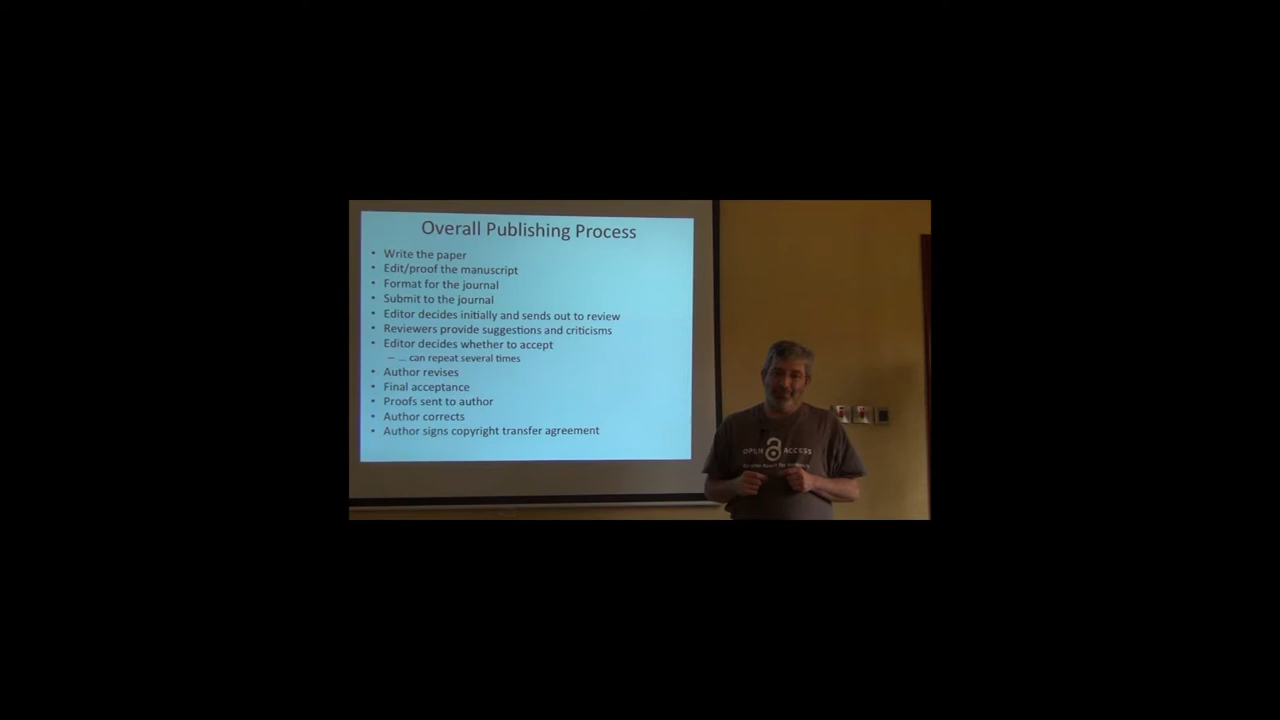 Overall Publishing Process
• Write the paper
• Edit/proof the manuscript
• Format for the journal
• Submit to the journal
• Editor decides initially and sends out to review
• Reviewers provide suggestions and criticisms
• Editor decides whether to accept
– ... can repeat several times
• Author revises
• Final acceptance
• Proofs sent to author
• Author corrects
• Author signs copyright transfer agreement
OPEN ACCESS